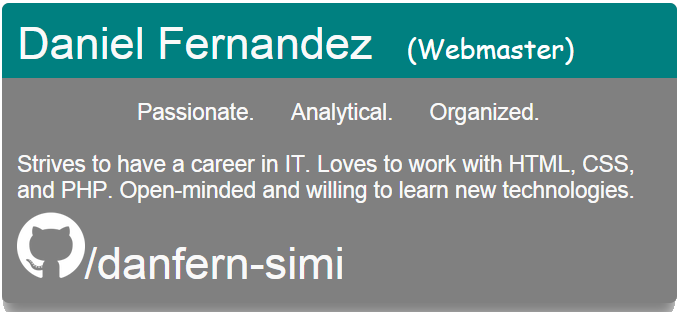 Daniel Fernandez (Webmaster)
Passionate. Analytical. Organized.
Strives to have a career in IT. Loves to work with HTML, CSS,
and PHP. Open-minded and willing to learn new technologies.
/danfern-simi